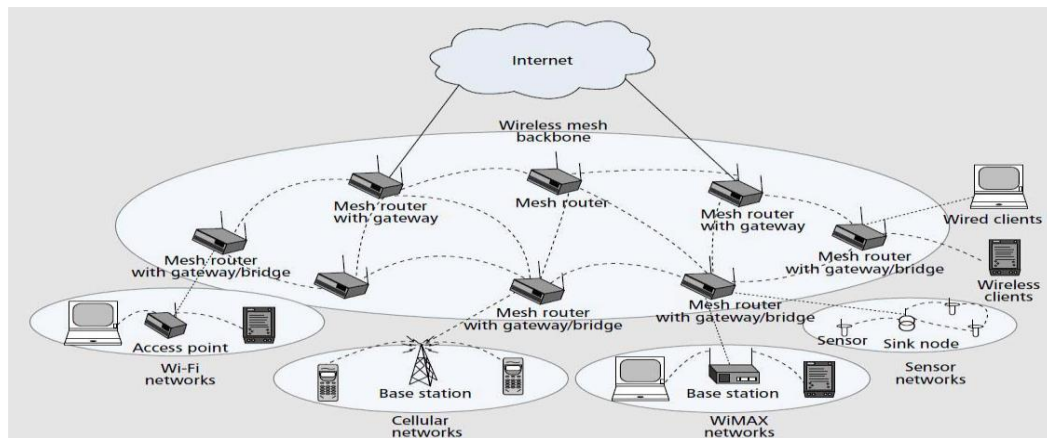 Internet
Wireless mesh
backbone
Mesh router
with gateway
Mesh router
Mesh router
with gateway
Wired clients
Mesh router
with gateway/bridge
Mesh router
with gateway/bridge
Wireless
clients
Mesh router
with gateway/bridge
Mesh router
with gateway/bridge
Access point
Wi-Fi
networks
Base station
Cellular
networks
Base station
WiMAX
networks
Sensor
Sink node
Sensor
networks